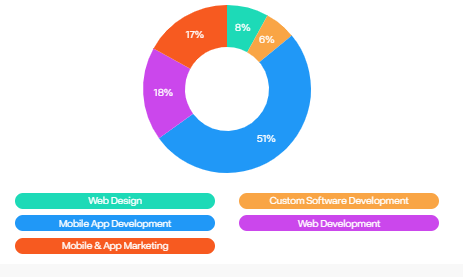 8%
6%
17%
18%
51%
Web Design
Custom Software Development
Mobile App Development
Web Development
Mobile & App Marketing